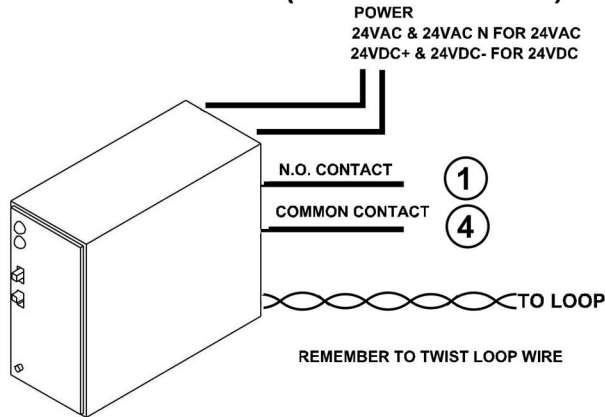 POWER
24VAC & 24VAC N FOR 24VAC
24VDC+ & 24VDC- FOR 24VDC
N.O. CONTACT 1
COMMON CONTACT 4
TO LOOP
REMEMBER TO TWIST LOOP WIRE